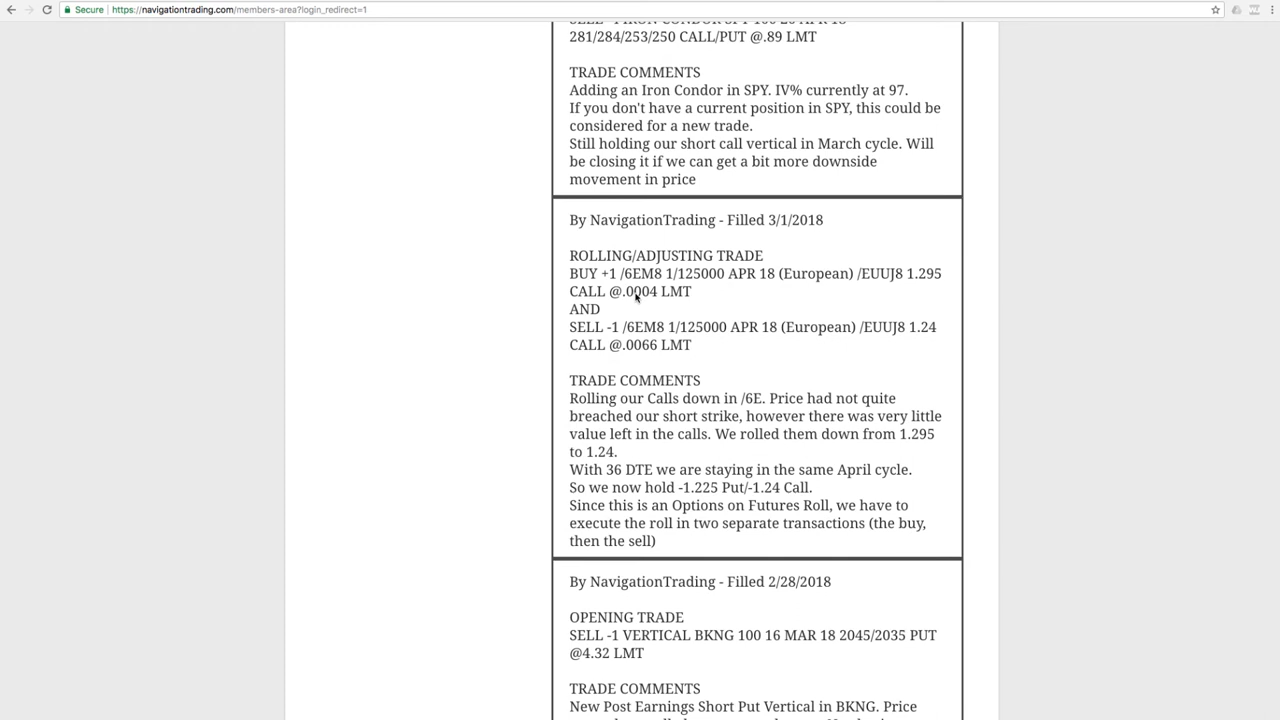 Secure
https://navigationtrading.com/members-area?login_redirect=1
281/284/253/250 CALL/PUT @.89 LMT
TRADE COMMENTS
Adding an Iron Condor in SPY. IV% currently at 97.
If you don't have a current position in SPY, this could be
considered for a new trade.
Still holding our short call vertical in March cycle. Will
be closing it if we can get a bit more downside
movement in price
By NavigationTrading - Filled 3/1/2018
ROLLING/ADJUSTING TRADE
BUY +1 /6EM8 1/125000 APR 18 (European) /EUUJ8 1.295
CALL @.0004 LMT
AND
SELL -1 /6EM8 1/125000 APR 18 (European) /EUUJ8 1.24
CALL @.0066 LMT
TRADE COMMENTS
Rolling our Calls down in /6E. Price had not quite
breached our short strike, however there was very little
value left in the calls. We rolled them down from 1.295
to 1.24.
With 36 DTE we are staying in the same April cycle.
So we now hold -1.225 Put/-1.24 Call.
Since this is an Options on Futures Roll, we have to
execute the roll in two separate transactions (the buy,
then the sell)
By NavigationTrading - Filled 2/28/2018
OPENING TRADE
SELL -1 VERTICAL BKNG 100 16 MAR 18 2045/2035 PUT
@4.32 LMT
TRADE COMMENTS
New Post Earnings Short Put Vertical in BKNG. Price